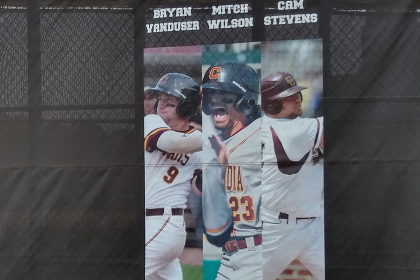 BRYAN
VANDUSER
MITCH
WILSON
CAM
STEVENS
9
DIA
23
C